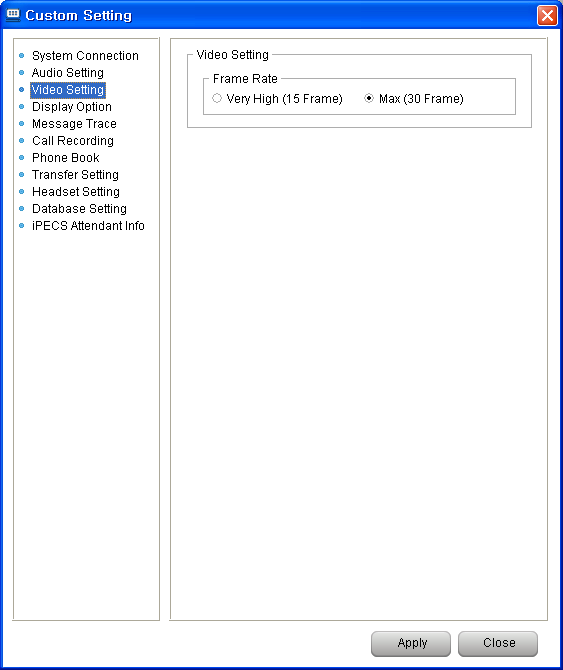 Custom Setting
System Connection
Audio Setting
Video Setting
Display Option
Message Trace
Call Recording
Phone Book
Transfer Setting
Headset Setting
Database Setting
iPECS Attendant Info
Video Setting
Frame Rate
Very High (15 Frame) Max (30 Frame)
Apply Close